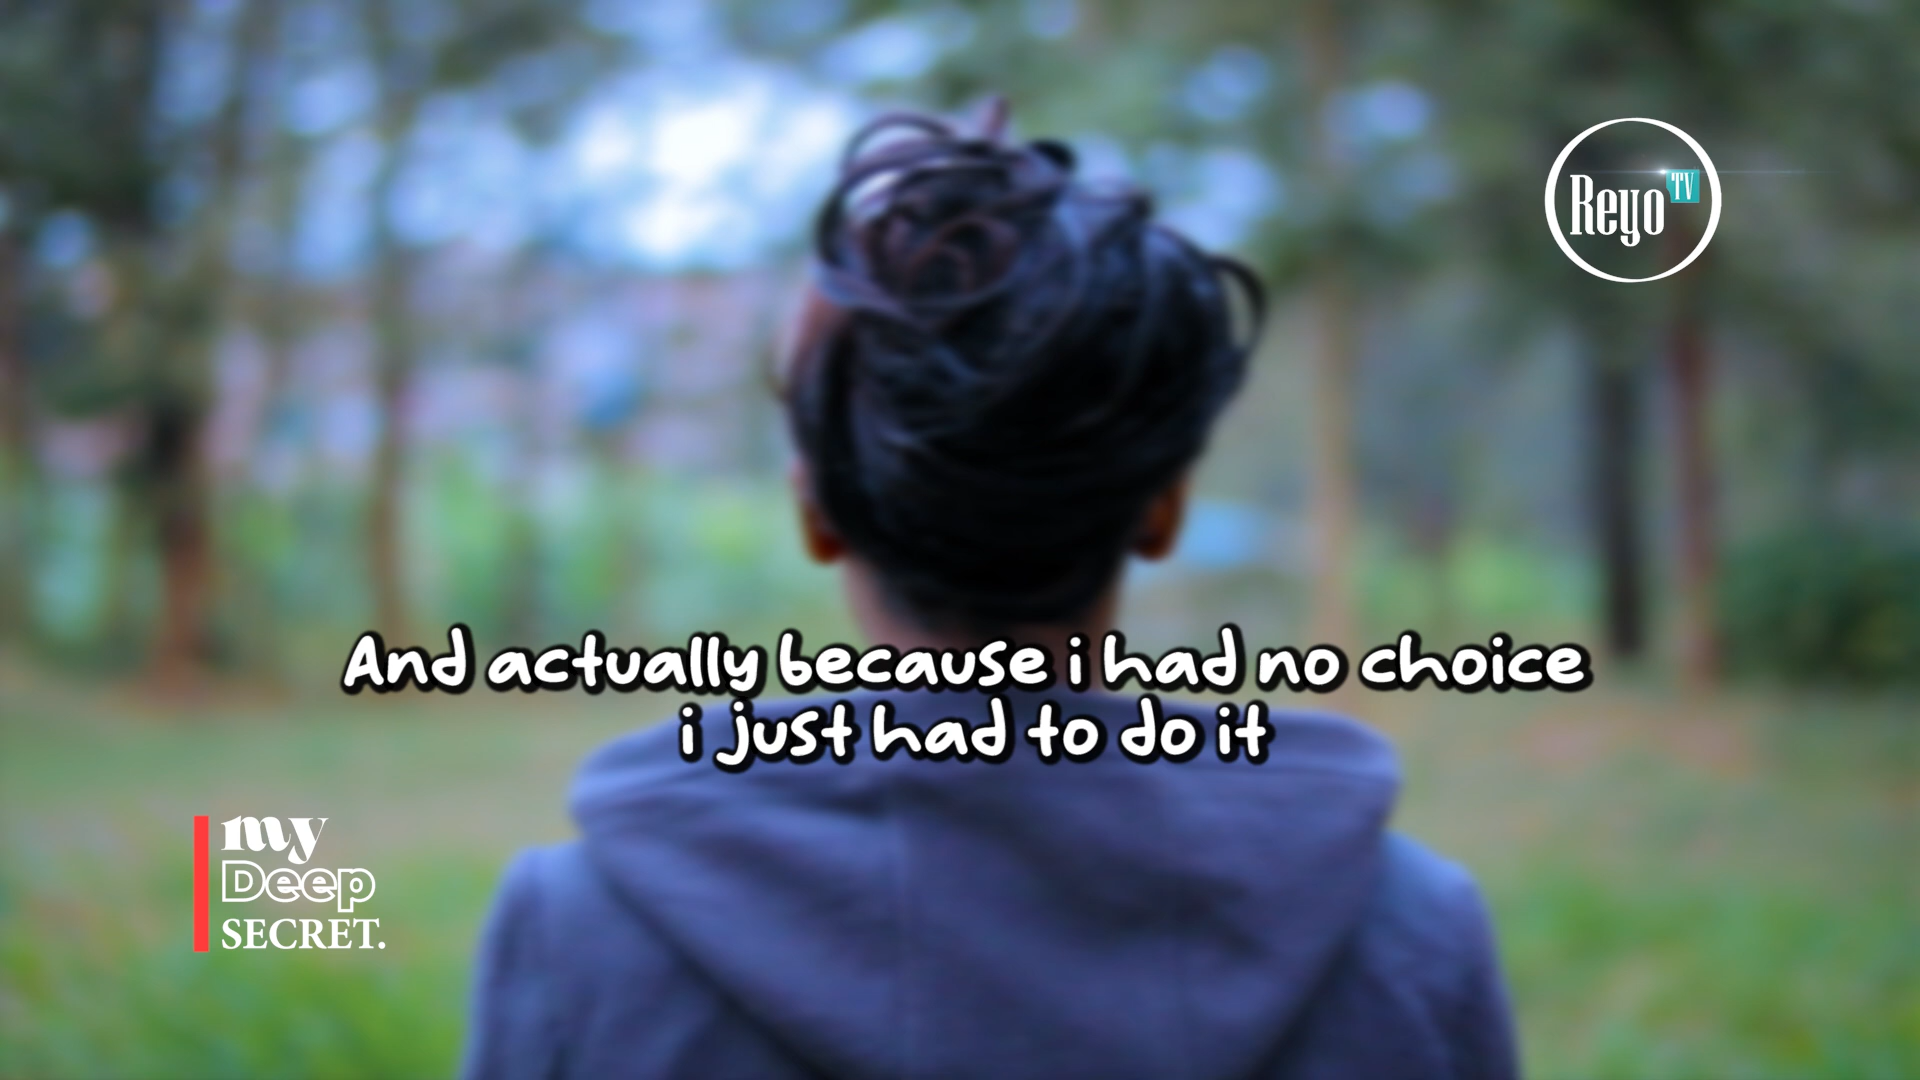 Reyo TV
And actually because i had no choice
i just had to do it
my
Deep
SECRET.